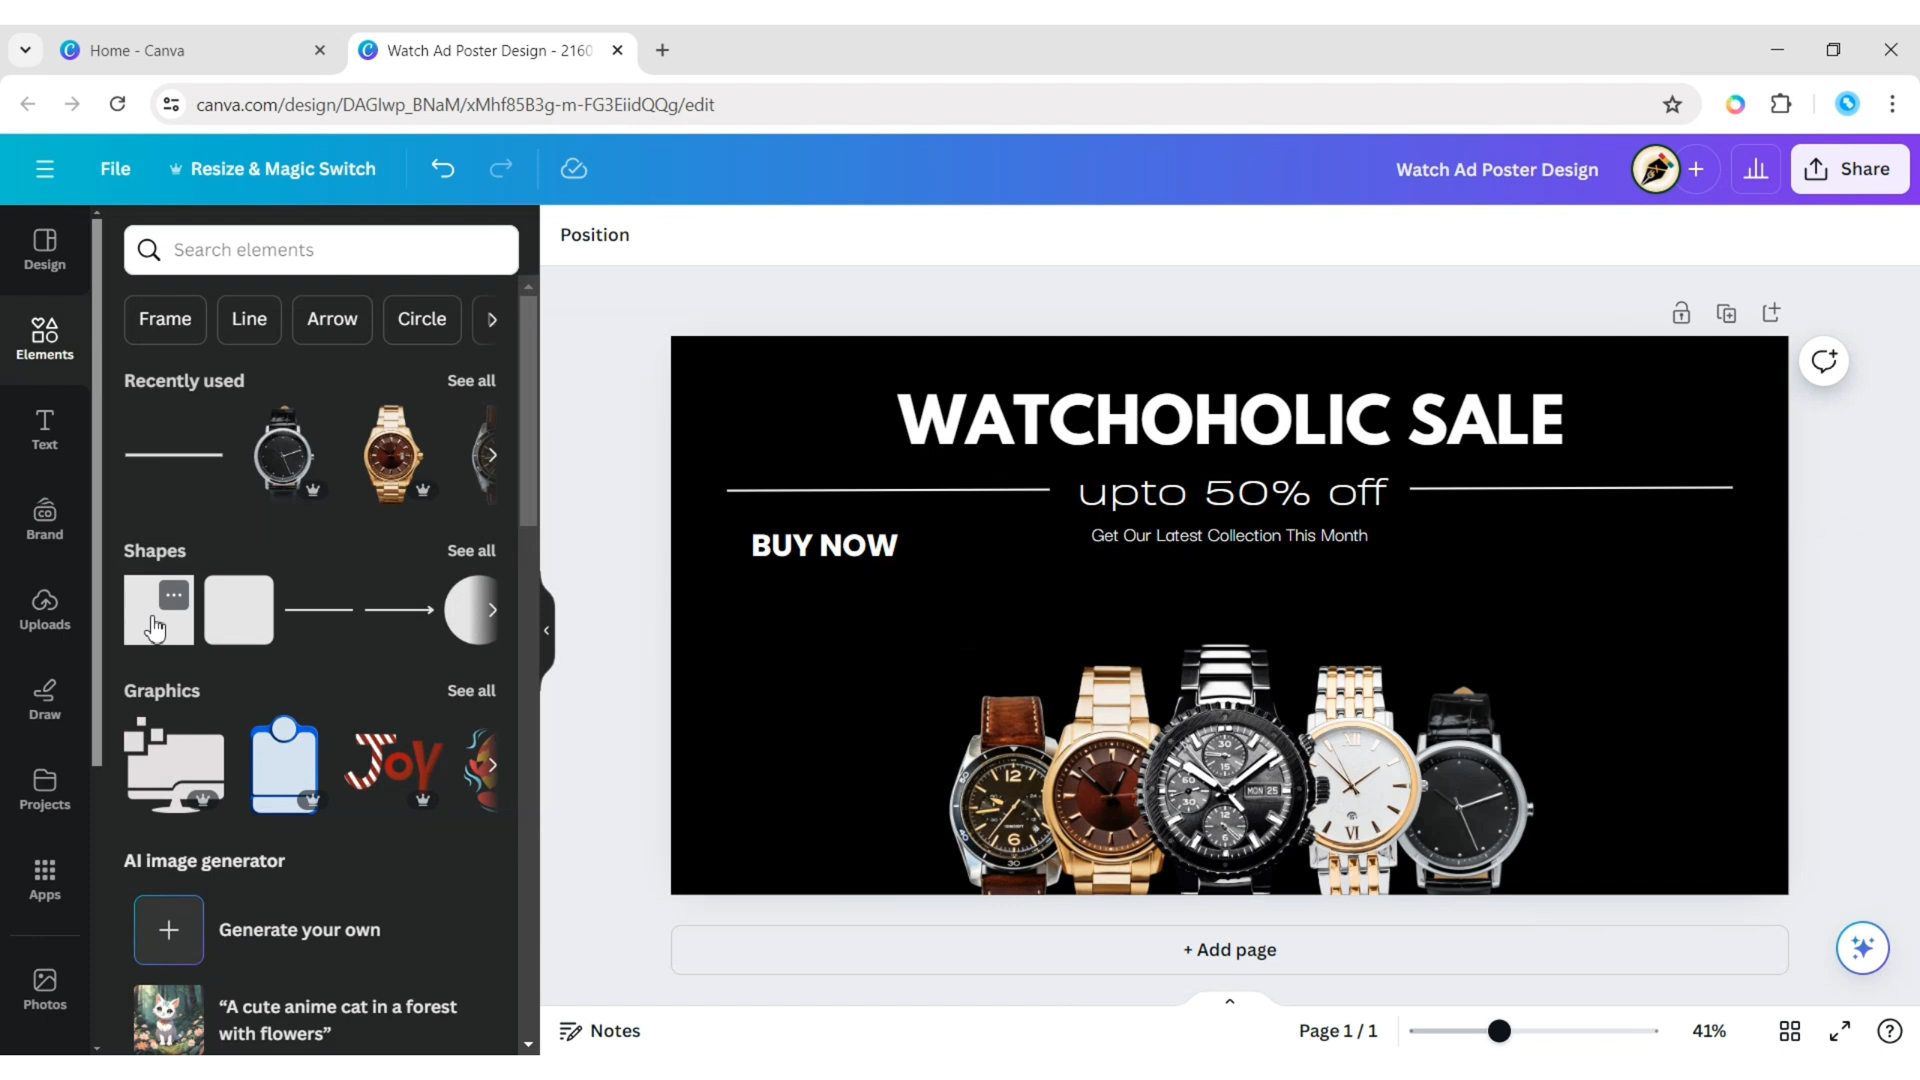 Home - Canva
Watch Ad Poster Design - 2160
canva.com/design/DAGIwp_BNaM/xMhf85B3g-m-FG3EiidQQg/edit
File
Resize & Magic Switch
Watch Ad Poster Design
Share
Design
Elements
Text
Brand
Uploads
Draw
Projects
Apps
Photos
Search elements
Frame
Line
Arrow
Circle
Recently used
See all
Shapes
See all
Graphics
See all
JOY
AI image generator
Generate your own
“A cute anime cat in a forest
with flowers”
Position
WATCHOHOLIC SALE
upto 50% off
Get Our Latest Collection This Month
BUY NOW
MON 25
+ Add page
Notes
Page 1 / 1
41%